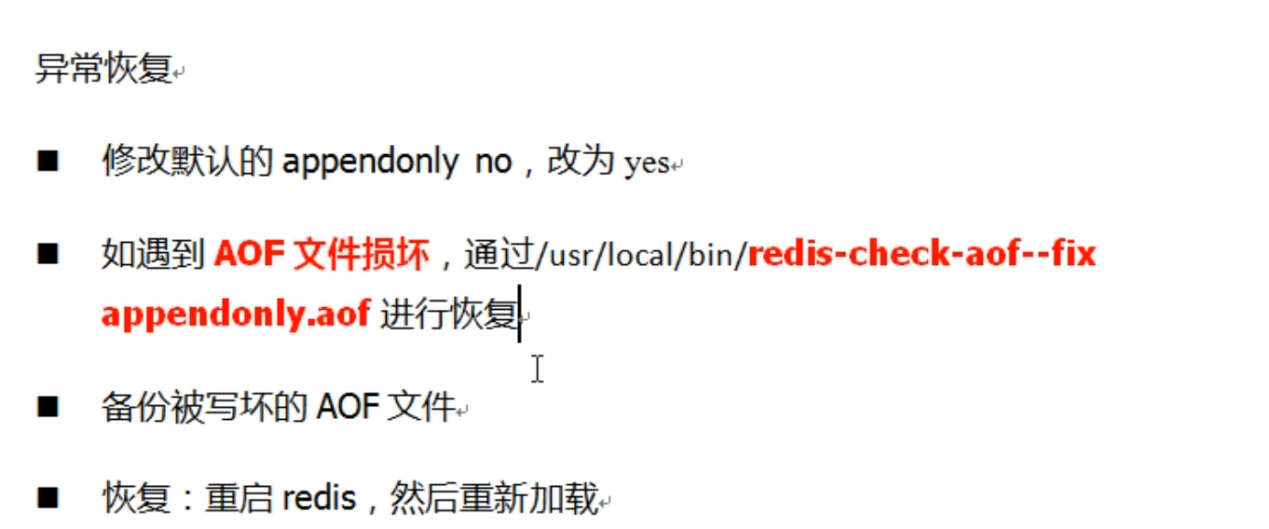 异常恢复
■ 修改默认的 appendonly no，改为 yes
■ 如遇到 AOF 文件损坏，通过/usr/local/bin/redis-check-aof--fix
appendonly.aof 进行恢复
■ 备份被写坏的 AOF 文件
■ 恢复：重启 redis，然后重新加载